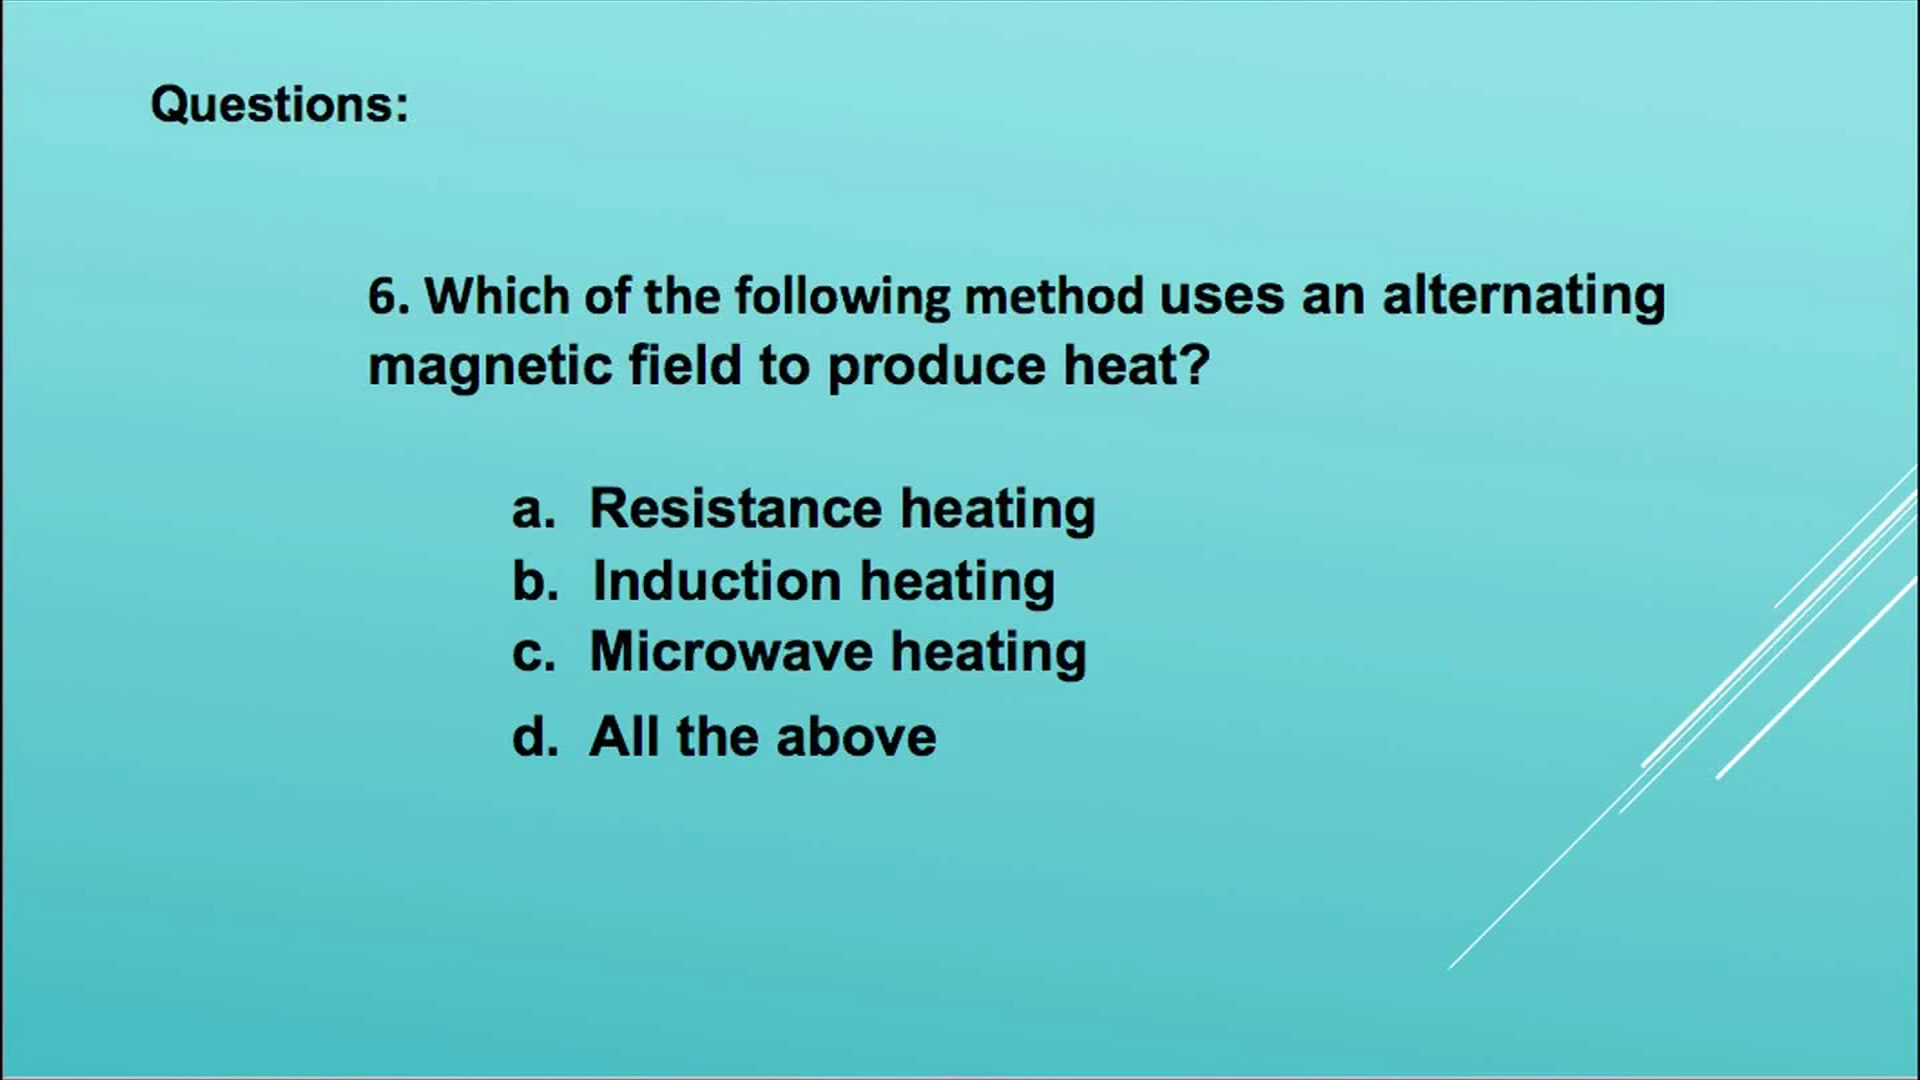 Questions:
6. Which of the following method uses an alternating
magnetic field to produce heat?
a. Resistance heating
b. Induction heating
c. Microwave heating
d. All the above